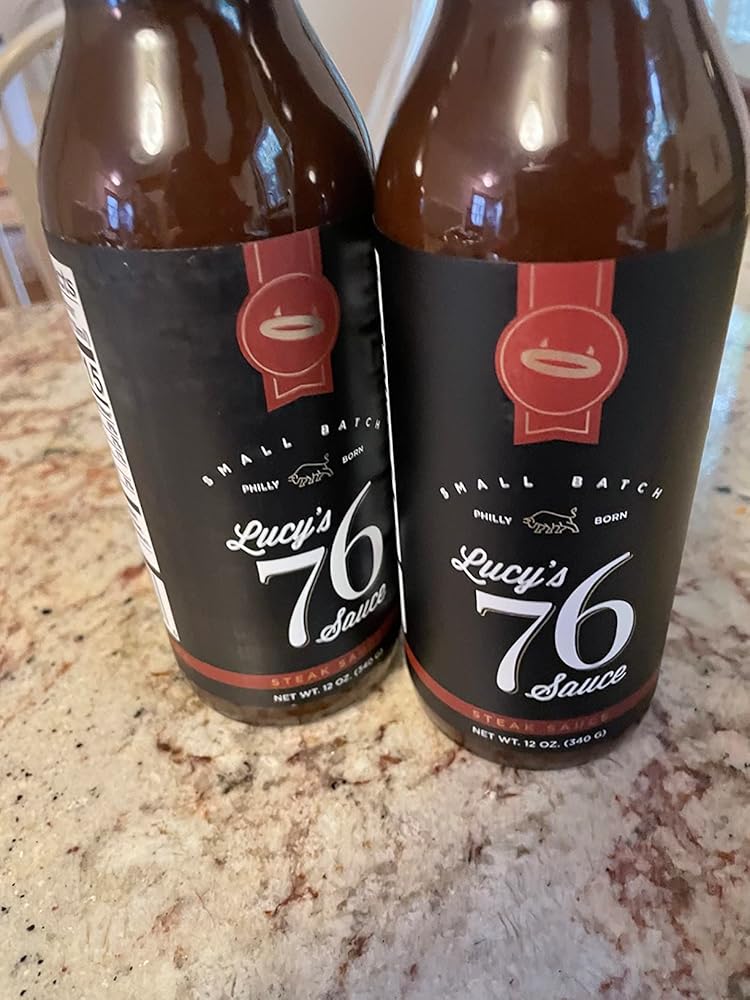 SMALL BATCH
PHILLY BORN
Lucy's
76
Sauce
STEAK SAUCE
NET WT. 12 OZ. (340 G)
SMALL BATCH
PHILLY BORN
Lucy's
76
Sauce
STEAK SAUCE
NET WT. 12 OZ. (340 G)